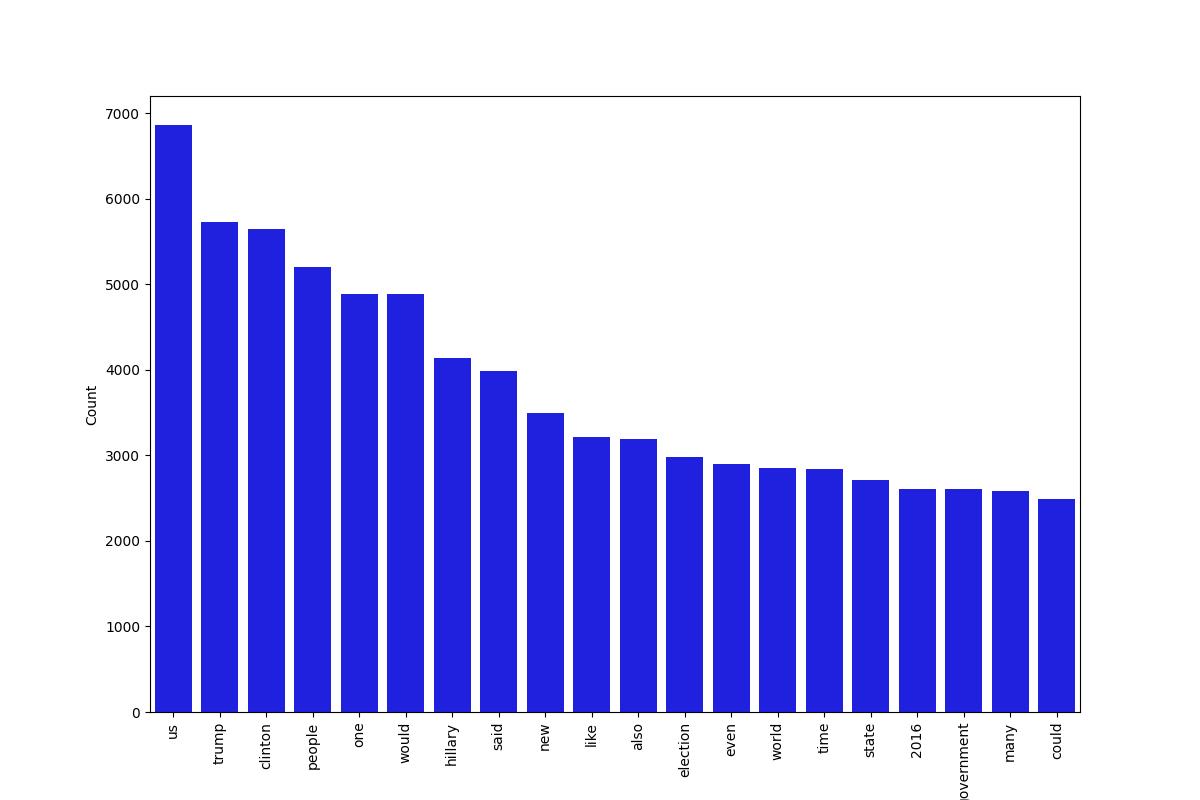 7000
6000
5000
4000
3000
2000
1000
0
Count
us
trump
clinton
people
one
would
hillary
said
new
like
also
election
even
world
time
state
2016
government
many
could